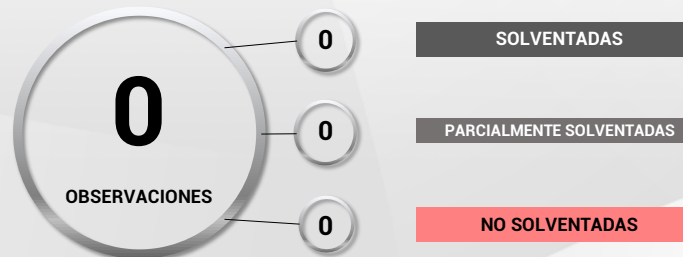 0
OBSERVACIONES
0
SOLVENTADAS
0
PARCIALMENTE SOLVENTADAS
0
NO SOLVENTADAS